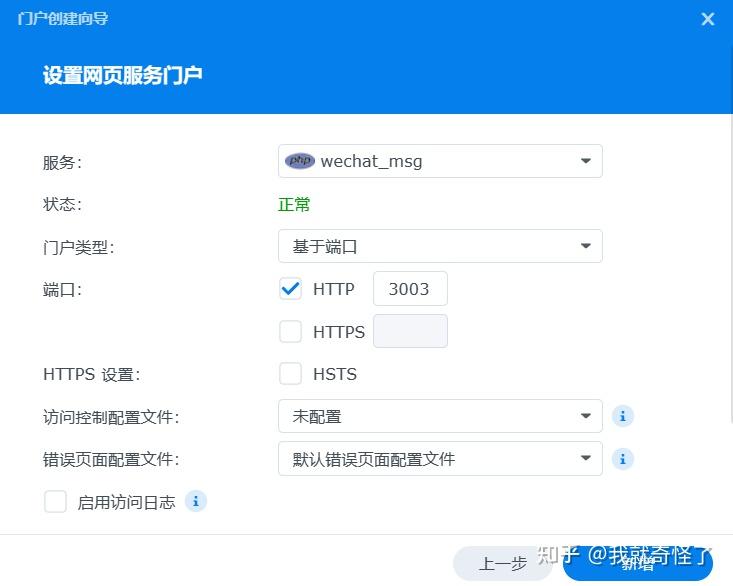 门户创建向导
设置网页服务门户
服务:
php wechat_msg
状态:
正常
门户类型:
基于端口
端口:
HTTP 3003
HTTPS
HTTPS 设置:
HSTS
访问控制配置文件:
未配置
错误页面配置文件:
默认错误页面配置文件
启用访问日志
上一步
新增
知乎 @我就奇怪了